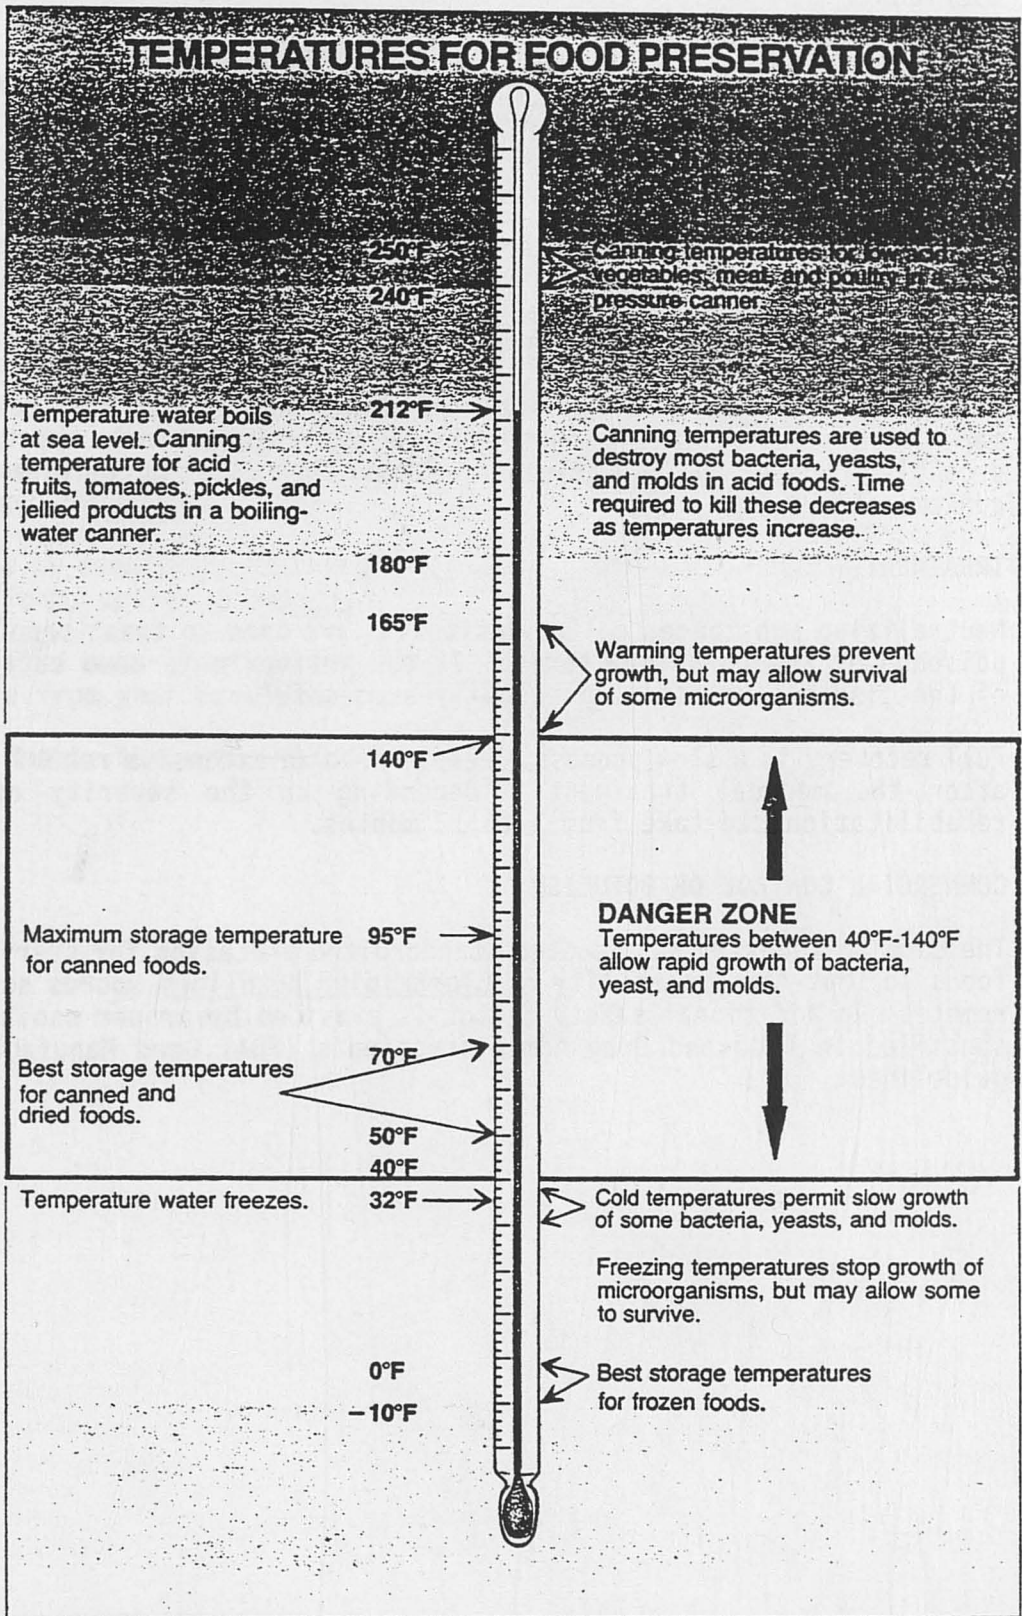 TEMPERATURES FOR FOOD PRESERVATION
250°F
Canning temperatures for low acid
vegetables, meat, and poultry in a
240°F
pressure canner
212°F
Temperature water boils
at sea level. Canning
temperature for acid
fruits, tomatoes, pickles, and
jellied products in a boiling-
water canner.
Canning temperatures are used to
destroy most bacteria, yeasts,
and molds in acid foods. Time
required to kill these decreases
as temperatures increase.
180°F
165°F
Warming temperatures prevent
growth, but may allow survival
of some microorganisms.
140°F
DANGER ZONE
Temperatures between 40°F-140°F
allow rapid growth of bacteria,
yeast, and molds.
Maximum storage temperature
for canned foods.
95°F
70°F
Best storage temperatures
for canned and
dried foods.
50°F
40°F
Temperature water freezes.
32°F
Cold temperatures permit slow growth
of some bacteria, yeasts, and molds.
Freezing temperatures stop growth of
microorganisms, but may allow some
to survive.
0°F
Best storage temperatures
for frozen foods.
–10°F